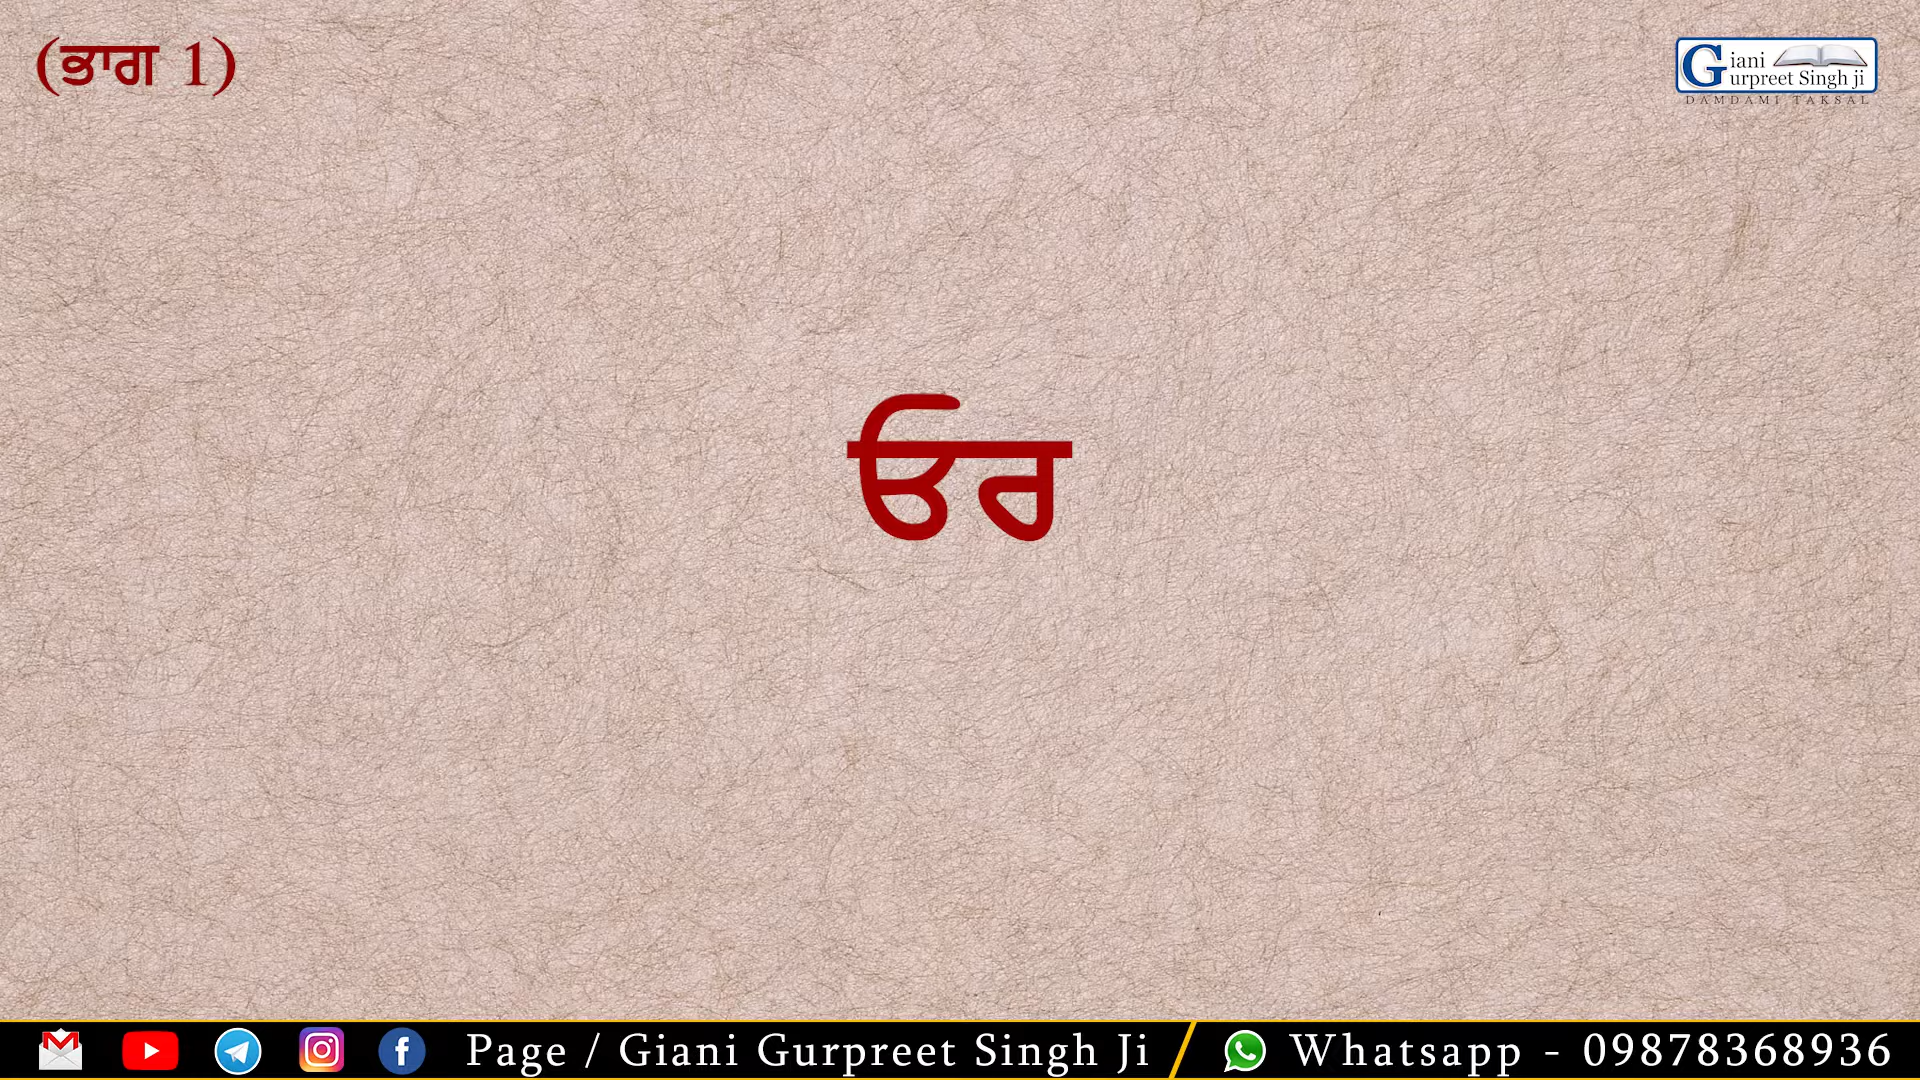 (ਭਾਗ 1)
Giani
Gurpreet Singh ji
DAMDAMI TAKSAL
ਓਰ
Page / Giani Gurpreet Singh Ji / Whatsapp - 09878368936